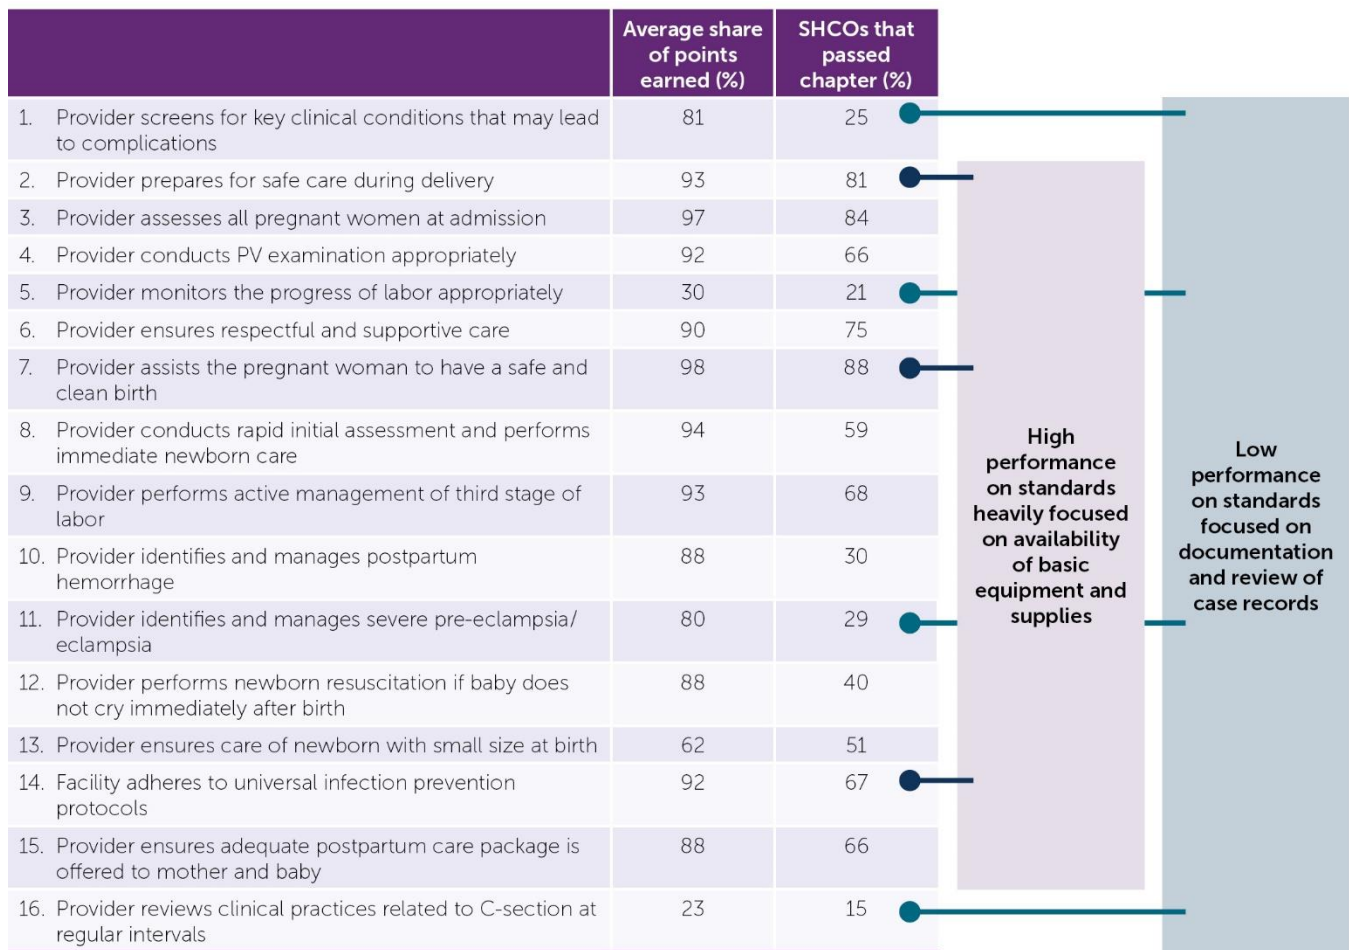 Average share
of points
earned (%)
SHCOs that
passed
chapter (%)
1. Provider screens for key clinical conditions that may lead
to complications
81
25
2. Provider prepares for safe care during delivery
93
81
3. Provider assesses all pregnant women at admission
97
84
4. Provider conducts PV examination appropriately
92
66
5. Provider monitors the progress of labor appropriately
30
21
6. Provider ensures respectful and supportive care
90
75
7. Provider assists the pregnant woman to have a safe and
clean birth
98
88
8. Provider conducts rapid initial assessment and performs
immediate newborn care
94
59
9. Provider performs active management of third stage of
labor
93
68
10. Provider identifies and manages postpartum
hemorrhage
88
30
11. Provider identifies and manages severe pre-eclampsia/
eclampsia
80
29
12. Provider performs newborn resuscitation if baby does
not cry immediately after birth
88
40
13. Provider ensures care of newborn with small size at birth
62
51
14. Facility adheres to universal infection prevention
protocols
92
67
15. Provider ensures adequate postpartum care package is
offered to mother and baby
88
66
16. Provider reviews clinical practices related to C-section at
regular intervals
23
15
High
performance
on standards
heavily focused
on availability
of basic
equipment and
supplies
Low
performance
on standards
focused on
documentation
and review of
case records